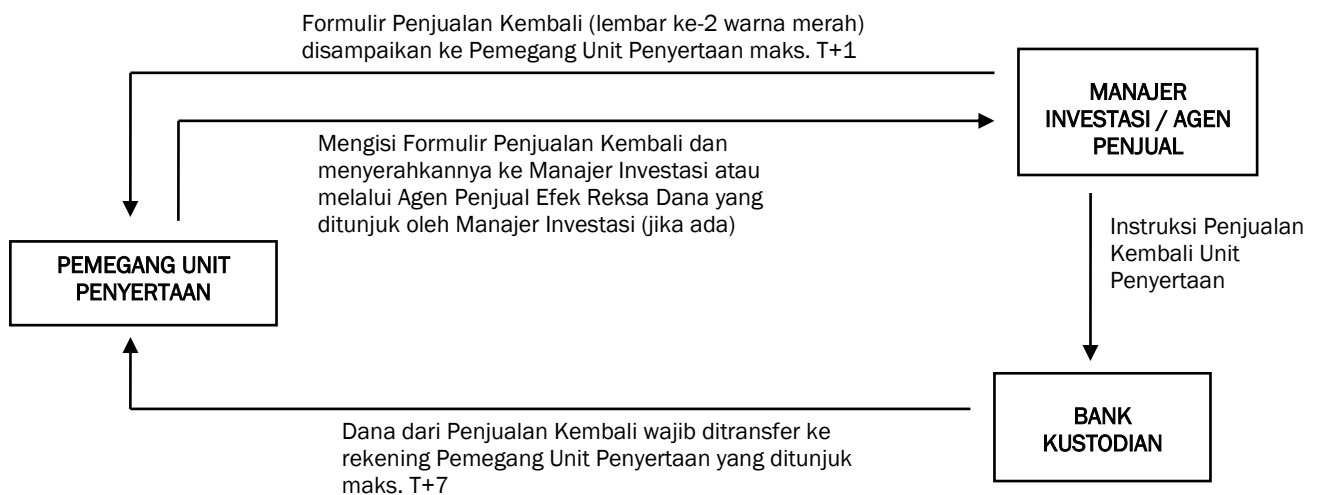 Formulir Penjualan Kembali (lembar ke-2 warna merah)
disampaikan ke Pemegang Unit Penyertaan maks. T+1
MANAJER
INVESTASI / AGEN
PENJUAL
Mengisi Formulir Penjualan Kembali dan
menyerahkannya ke Manajer Investasi atau
melalui Agen Penjual Efek Reksa Dana yang
ditunjuk oleh Manajer Investasi (jika ada)
Instruksi Penjualan
Kembali Unit
Penyertaan
PEMEGANG UNIT
PENYERTAAN
BANK
KUSTODIAN
Dana dari Penjualan Kembali wajib ditransfer ke
rekening Pemegang Unit Penyertaan yang ditunjuk
maks. T+7